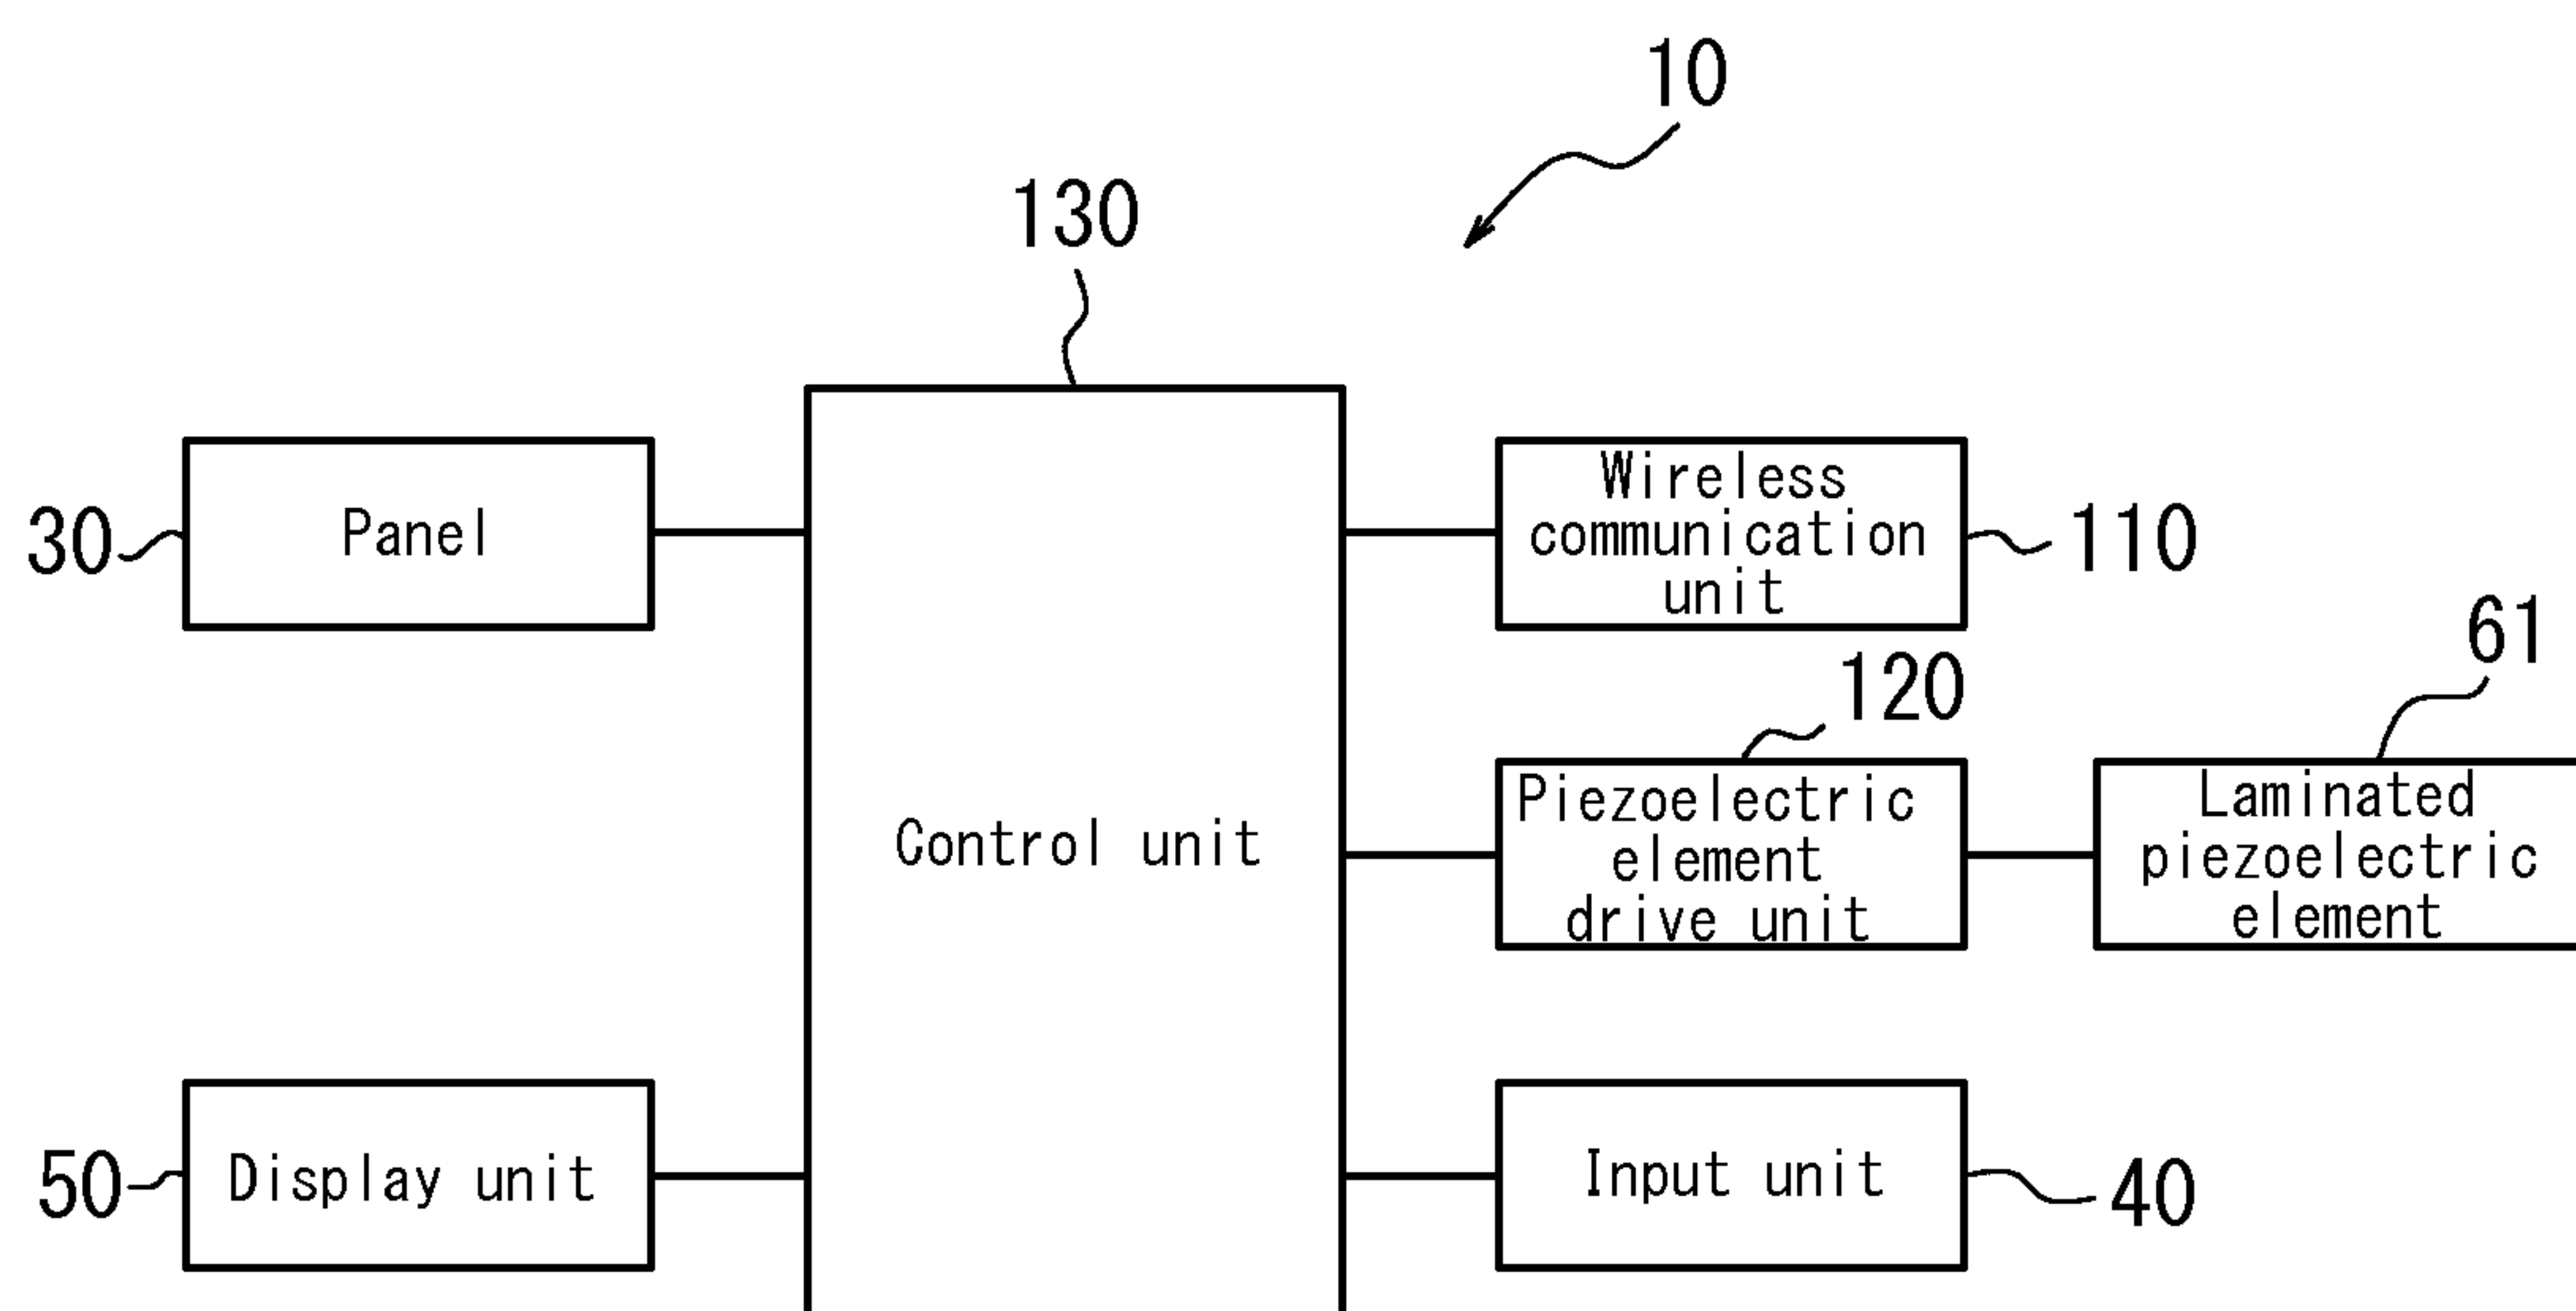 10
130
30
Panel
Wireless
communication
unit
110
61
120
Piezoelectric
element
drive unit
Laminated
piezoelectric
element
Control unit
50
Display unit
Input unit
40